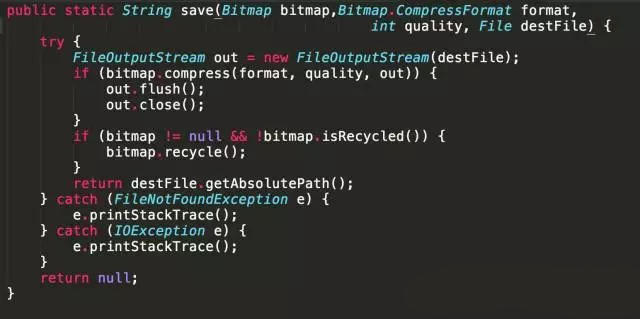 public static String save(Bitmap bitmap,Bitmap.CompressFormat format,
int quality, File destFile) {
try {
FileOutputStream out = new FileOutputStream(destFile);
if (bitmap.compress(format, quality, out)) {
out.flush();
out.close();
}
if (bitmap != null && !bitmap.isRecycled()) {
bitmap.recycle();
}
return destFile.getAbsolutePath();
} catch (FileNotFoundException e) {
e.printStackTrace();
} catch (IOException e) {
e.printStackTrace();
}
return null;
}